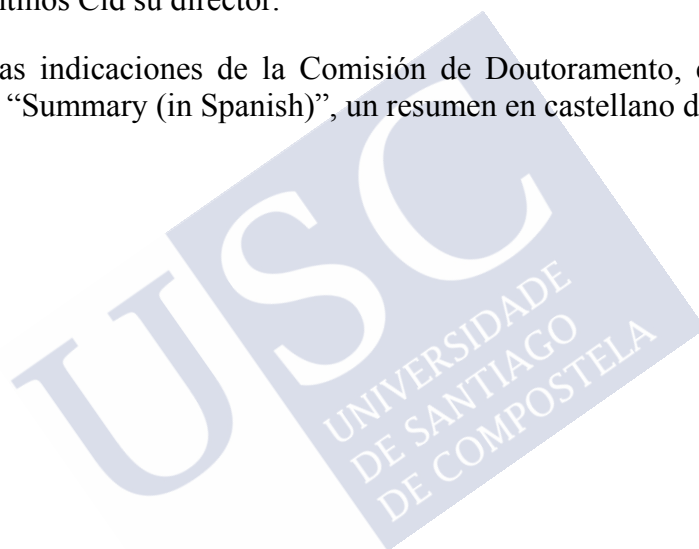 Cid su director.
as indicaciones de la Comisión de Doutoramento,
“Summary (in Spanish)”, un resumen en castellano d
USC
UNIVERSIDADE
DE SANTIAGO
DE COMPOSTELA